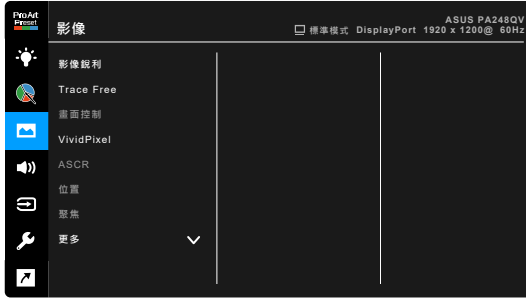 ProArt
Preset
影像
ASUS PA248QV
標準模式 DisplayPort 1920 x 1200@ 60Hz
影像銳利
Trace Free
畫面控制
VividPixel
ASCR
位置
聚焦
更多